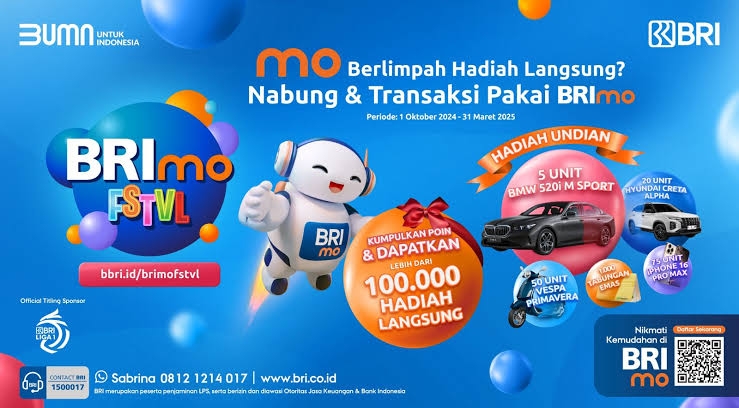 BUMN UNTUK INDONESIA
BRI
mo Berlimpah Hadiah Langsung?
Nabung & Transaksi Pakai BRImo
Periode: 1 Oktober 2024 - 31 Maret 2025
BRImo
FSTVL
bbri.id/brimofstvl
BRI
mo
KUMPULKAN POIN
& DAPATKAN
LEBIH DARI
100.000
HADIAH
LANGSUNG
HADIAH UNDIAN
5 UNIT
BMW 520i M SPORT
20 UNIT
HYUNDAI CRETA
ALPHA
50 UNIT
VESPA
PRIMAVERA
1.000
TABUNGAN
EMAS
75 UNIT
IPHONE 16
PRO MAX
Official Titling Sponsor
BRI
LIGA 1
Nikmati
Kemudahan di
BRI
mo
Daftar Sekarang
CONTACT BRI
1500017
Sabrina 0812 1214 017 | www.bri.co.id
BRI merupakan peserta penjaminan LPS, serta berizin dan diawasi Otoritas Jasa Keuangan & Bank Indonesia